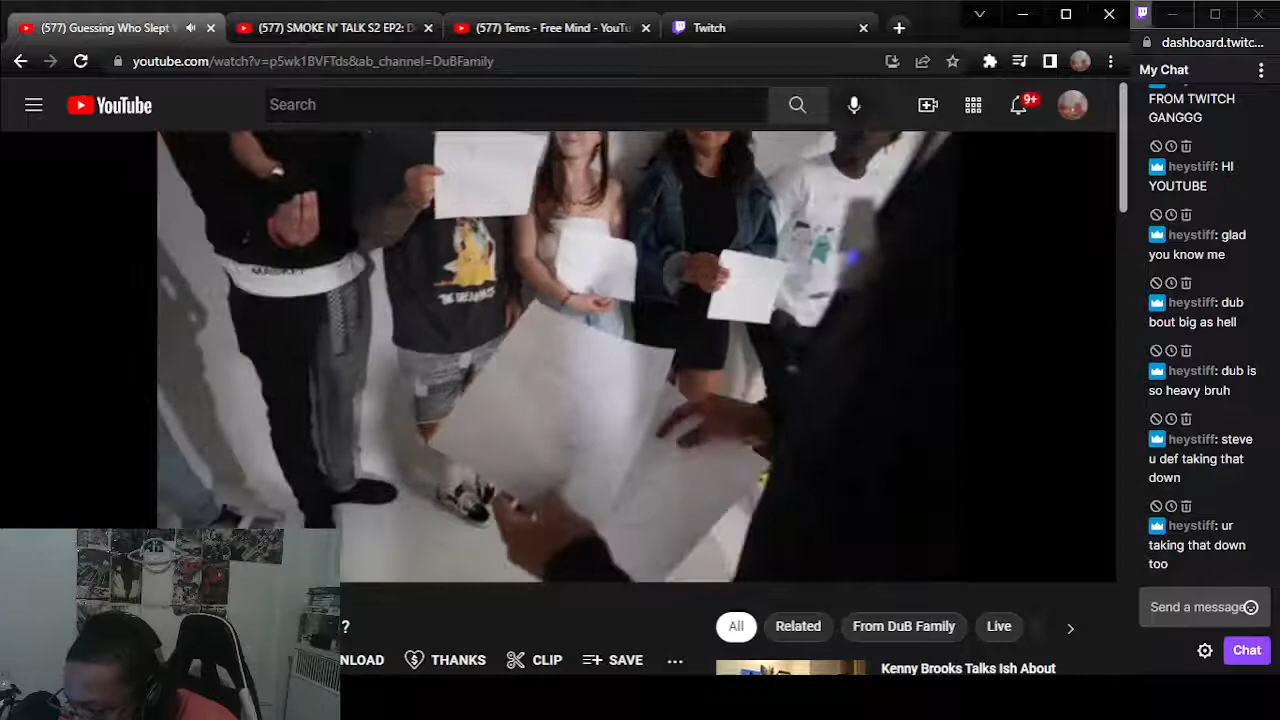 (577) Guessing Who Slept
(577) SMOKE N' TALK S2 EP2: D
(577) Tems - Free Mind - YouTu
Twitch
dashboard.twitc...
youtube.com/watch?v=p5wk1BVFTds&ab_channel=DuBFamily
My Chat
YouTube
Search
9+
FROM TWITCH
GANGGG
heystiff: HI
YOUTUBE
heystiff: glad
you know me
heystiff: dub
bout big as hell
heystiff: dub is
so heavy bruh
heystiff: steve
u def taking that
down
heystiff: ur
taking that down
too
Send a message
Chat
?
All
Related
From DuB Family
Live
NLOAD
THANKS
CLIP
SAVE
...
Kenny Brooks Talks Ish About